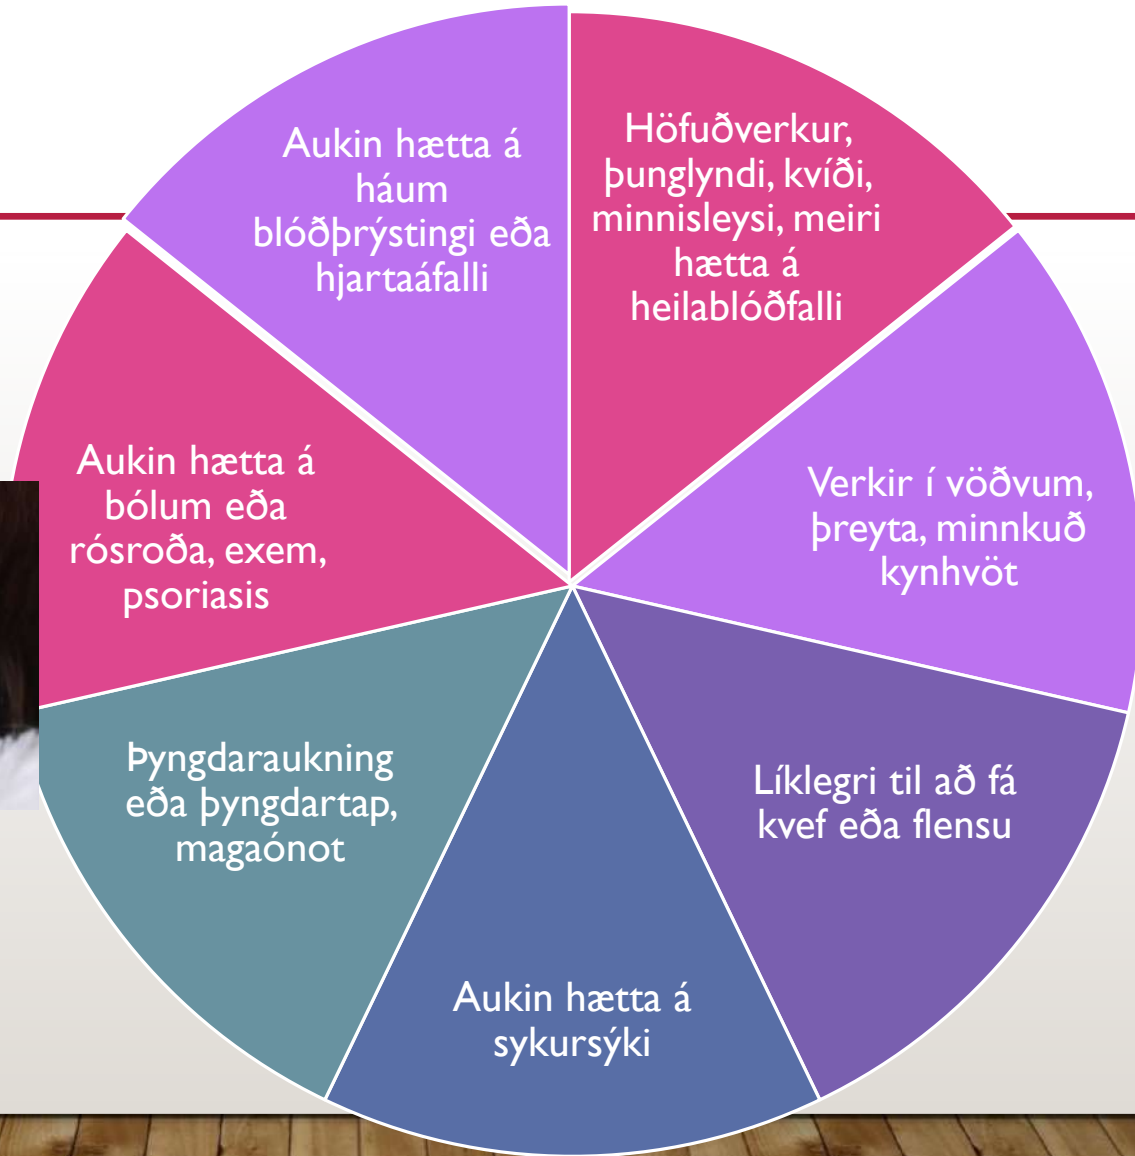 Höfuðverkur,
þunglyndi, kvíði,
minnisleysi, meiri
hætta á
heilablóðfalli
Verkir í vöðvum,
þreyta, minnkuð
kynhvöt
Líklegri til að fá
kvef eða flensu
Aukin hætta á
sykursýki
Þyngdaraukning
eða þyngdartap,
magaónot
Aukin hætta á
bólum eða
rósroða, exem,
psoriasis
Aukin hætta á
háum
blóðþrýstingi eða
hjartaáfalli